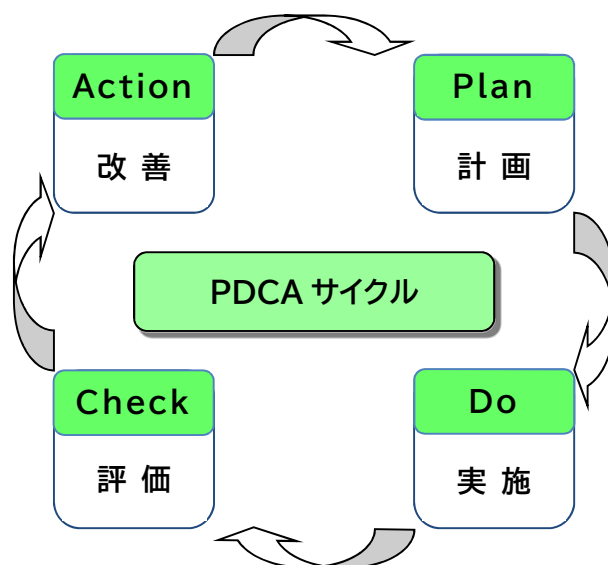 Action
改善
Plan
計画
PDCA サイクル
Check
評価
Do
実施